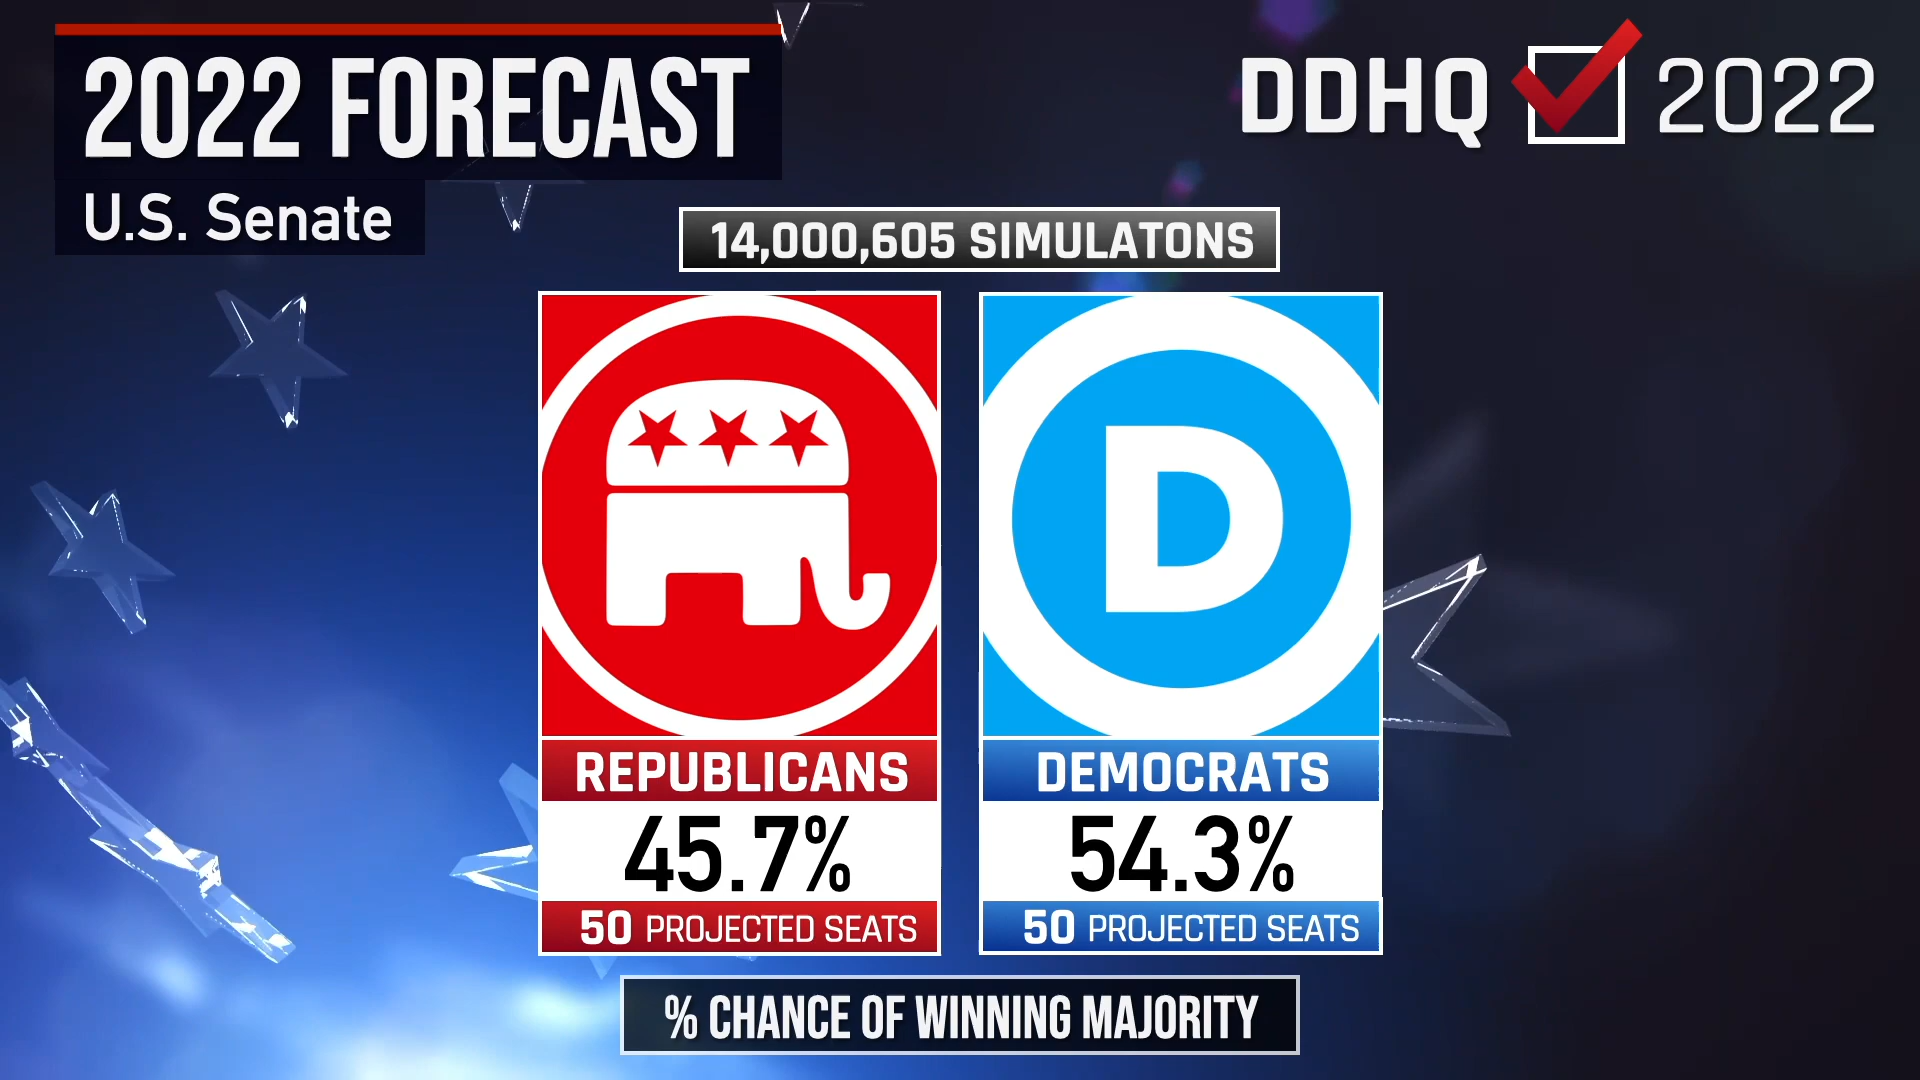 2022 FORECAST
U.S. Senate
DDHQ 2022
14,000,605 SIMULATONS
REPUBLICANS
45.7%
50 PROJECTED SEATS
D
DEMOCRATS
54.3%
50 PROJECTED SEATS
% CHANCE OF WINNING MAJORITY